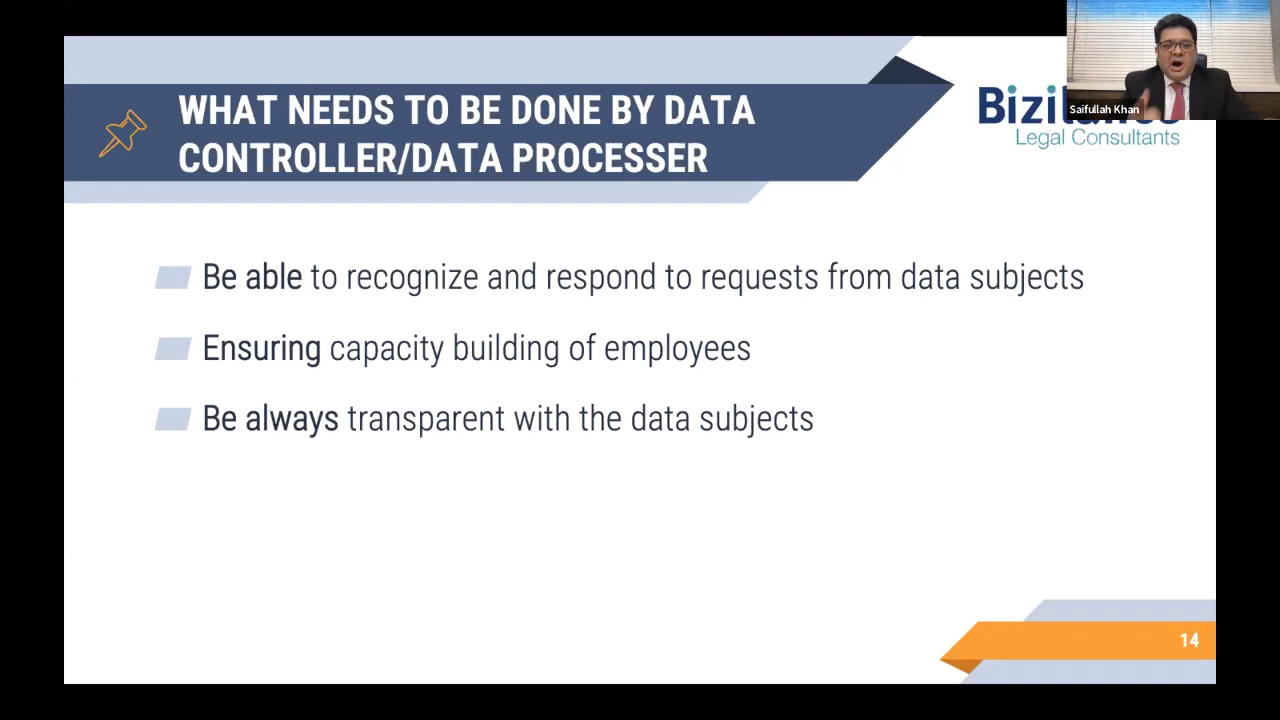 WHAT NEEDS TO BE DONE BY DATA
CONTROLLER/DATA PROCESSER
Saifullah Khan
Legal Consultants
Be able to recognize and respond to requests from data subjects
Ensuring capacity building of employees
Be always transparent with the data subjects
14